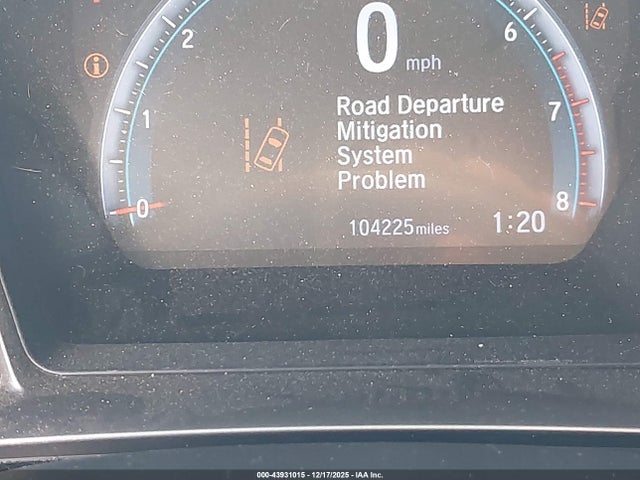 0 mph
2
6
1
7
0
8
Road Departure
Mitigation
System
Problem
104225 miles
1:20
000-43931015 - 12/17/2025 - IAA Inc.